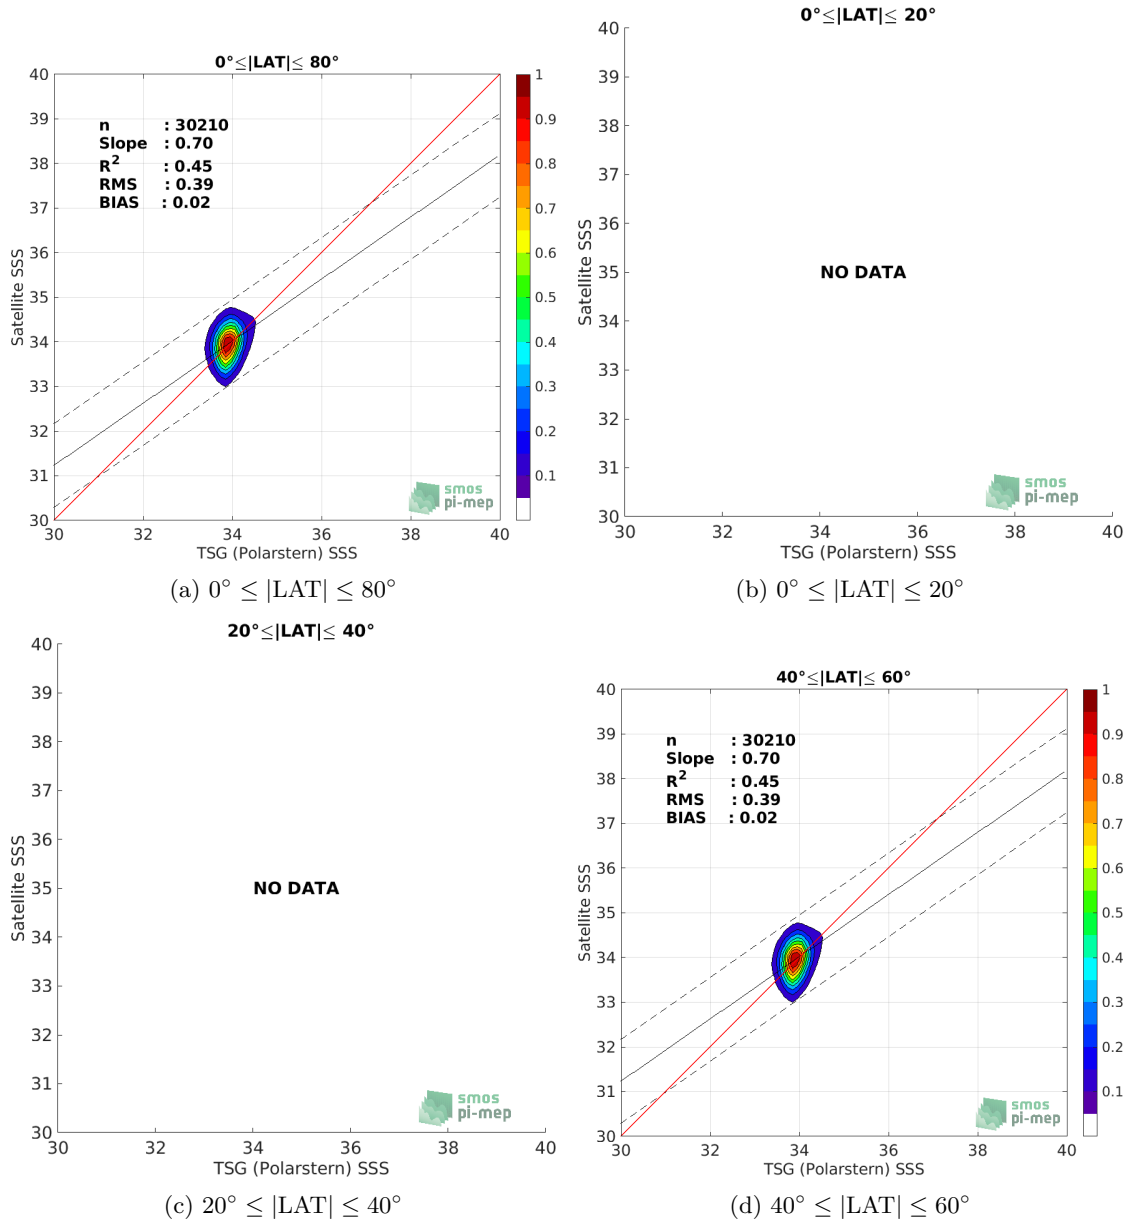 0°≤|LAT|≤ 80°
40
39
38
37
36
35
34
33
32
31
30
Satellite SSS
n : 30210
Slope : 0.70
R² : 0.45
RMS : 0.39
BIAS : 0.02
smos
pi-mep
30 32 34 36 38 40
TSG (Polarstern) SSS
1
0.9
0.8
0.7
0.6
0.5
0.4
0.3
0.2
0.1
(a) 0° ≤ |LAT| ≤ 80°
0°≤|LAT|≤ 20°
40
39
38
37
36
35
34
33
32
31
30
Satellite SSS
NO DATA
smos
pi-mep
30 32 34 36 38 40
TSG (Polarstern) SSS
(b) 0° ≤ |LAT| ≤ 20°
20°≤|LAT|≤ 40°
40
39
38
37
36
35
34
33
32
31
30
Satellite SSS
NO DATA
smos
pi-mep
30 32 34 36 38 40
TSG (Polarstern) SSS
(c) 20° ≤ |LAT| ≤ 40°
40°≤|LAT|≤ 60°
40
39
38
37
36
35
34
33
32
31
30
Satellite SSS
n : 30210
Slope : 0.70
R² : 0.45
RMS : 0.39
BIAS : 0.02
smos
pi-mep
30 32 34 36 38 40
TSG (Polarstern) SSS
1
0.9
0.8
0.7
0.6
0.5
0.4
0.3
0.2
0.1
(d) 40° ≤ |LAT| ≤ 60°